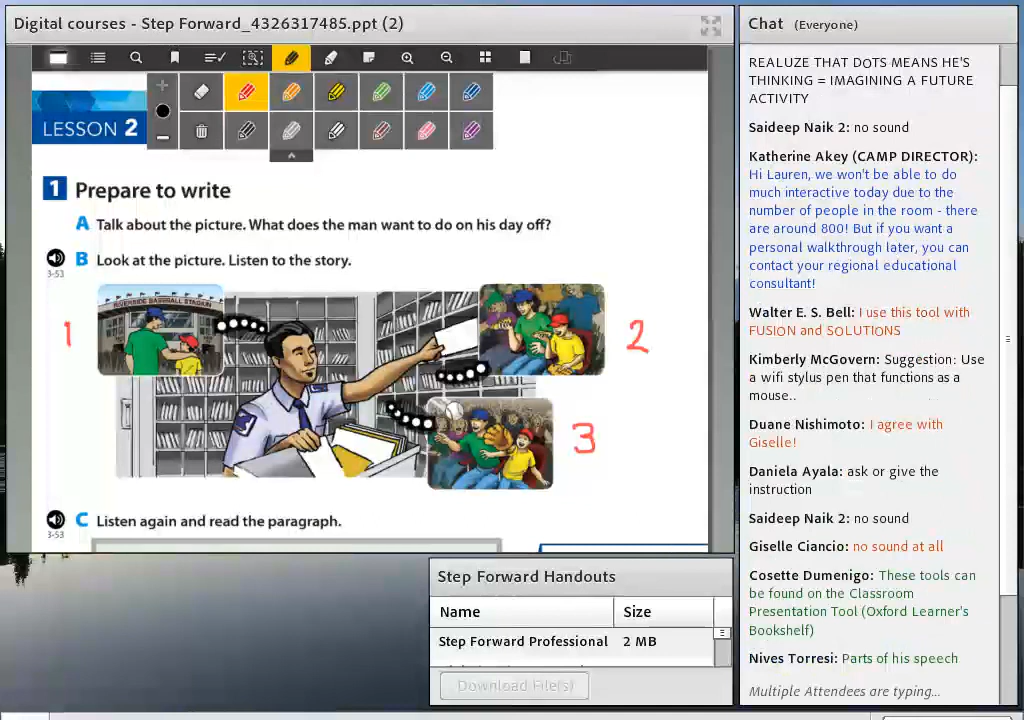 Digital courses - Step Forward_4326317485.ppt (2)
LESSON 2
1 Prepare to write
A Talk about the picture. What does the man want to do on his day off?
3-53
B Look at the picture. Listen to the story.
RIVERSIDE BASEBALL STADIUM
1
2
3
3-53
C Listen again and read the paragraph.
Step Forward Handouts
Name Size
Step Forward Professional 2 MB
Download File(s)
Chat (Everyone)
REALUZE THAT DOTS MEANS HE'S
THINKING = IMAGINING A FUTURE
ACTIVITY
Saideep Naik 2: no sound
Katherine Akey (CAMP DIRECTOR):
Hi Lauren, we won't be able to do
much interactive today due to the
number of people in the room - there
are around 800! But if you want a
personal walkthrough later, you can
contact your regional educational
consultant!
Walter E. S. Bell: I use this tool with
FUSION and SOLUTIONS
Kimberly McGovern: Suggestion: Use
a wifi stylus pen that functions as a
mouse..
Duane Nishimoto: I agree with
Giselle!
Daniela Ayala: ask or give the
instruction
Saideep Naik 2: no sound
Giselle Ciancio: no sound at all
Cosette Dumenigo: These tools can
be found on the Classroom
Presentation Tool (Oxford Learner's
Bookshelf)
Nives Torresi: Parts of his speech
Multiple Attendees are typing...